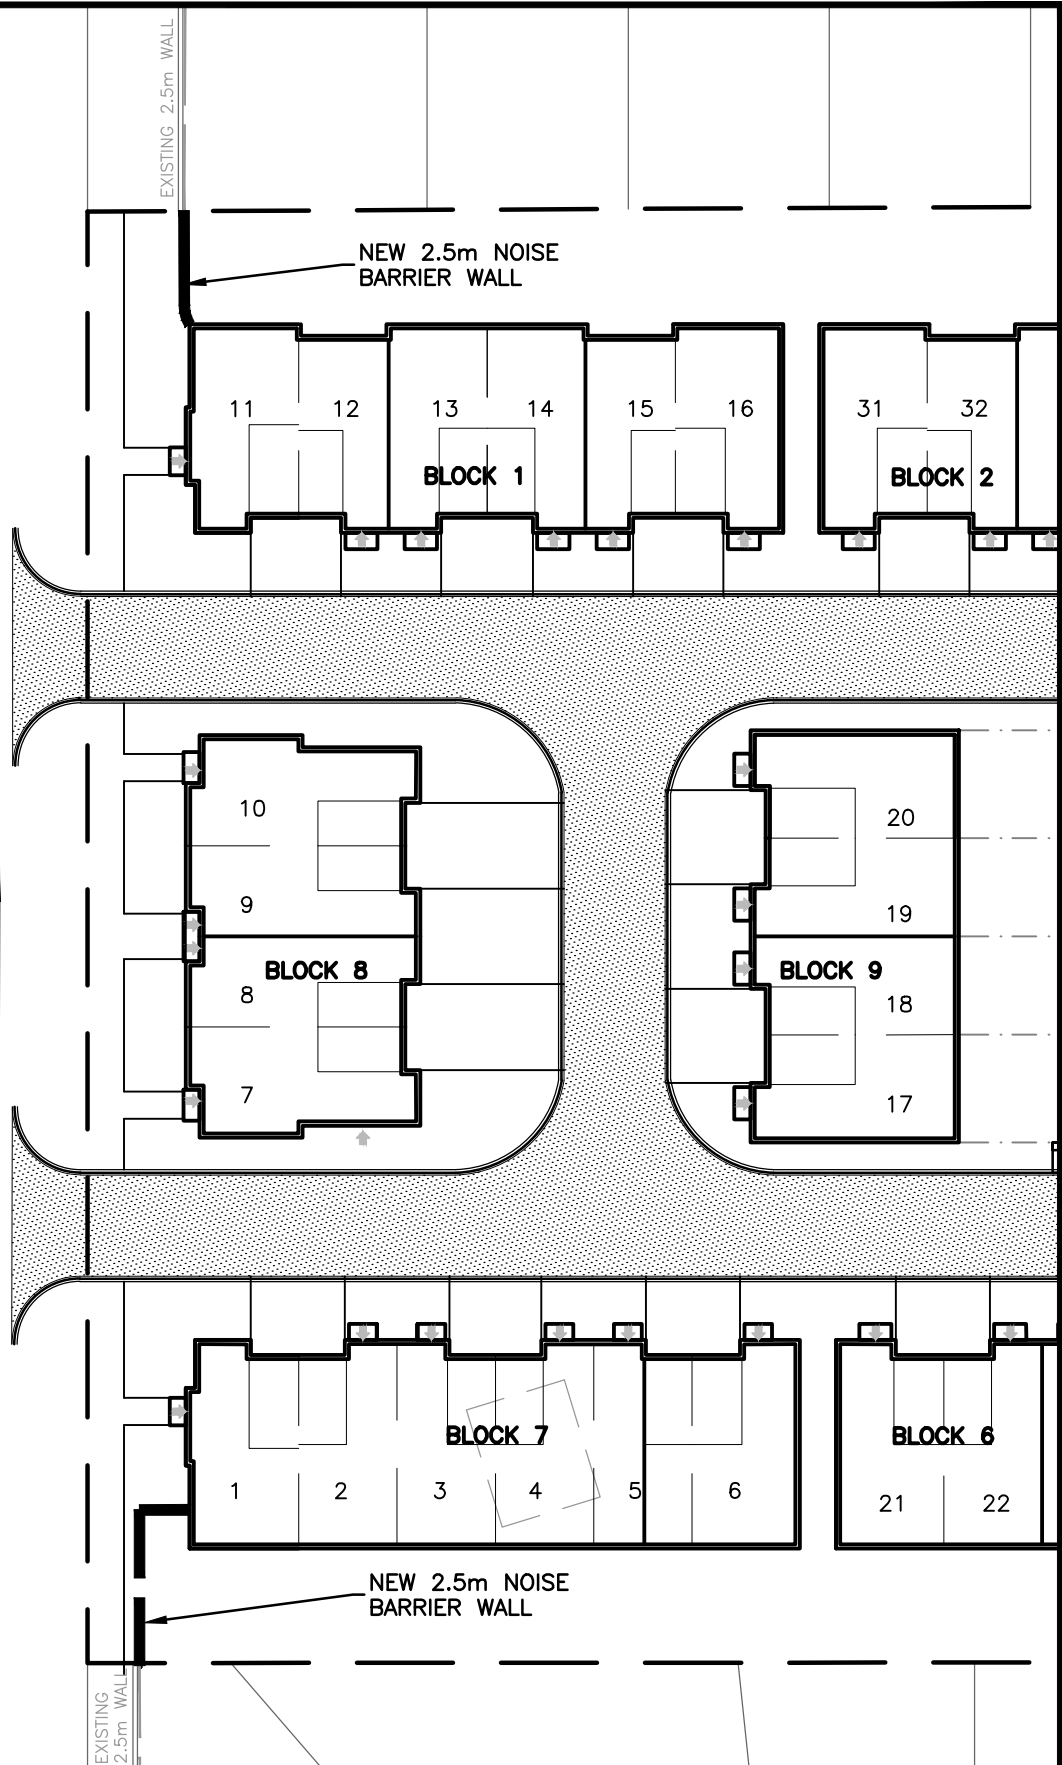 EXISTING 2.5m WALL
NEW 2.5m NOISE
BARRIER WALL
11
12
13
14
15
16
31
32
BLOCK 1
BLOCK 2
10
9
BLOCK 8
8
7
20
19
BLOCK 9
18
17
BLOCK 7
BLOCK 6
1
2
3
4
5
6
21
22
NEW 2.5m NOISE
BARRIER WALL
EXISTING
2.5m WALL